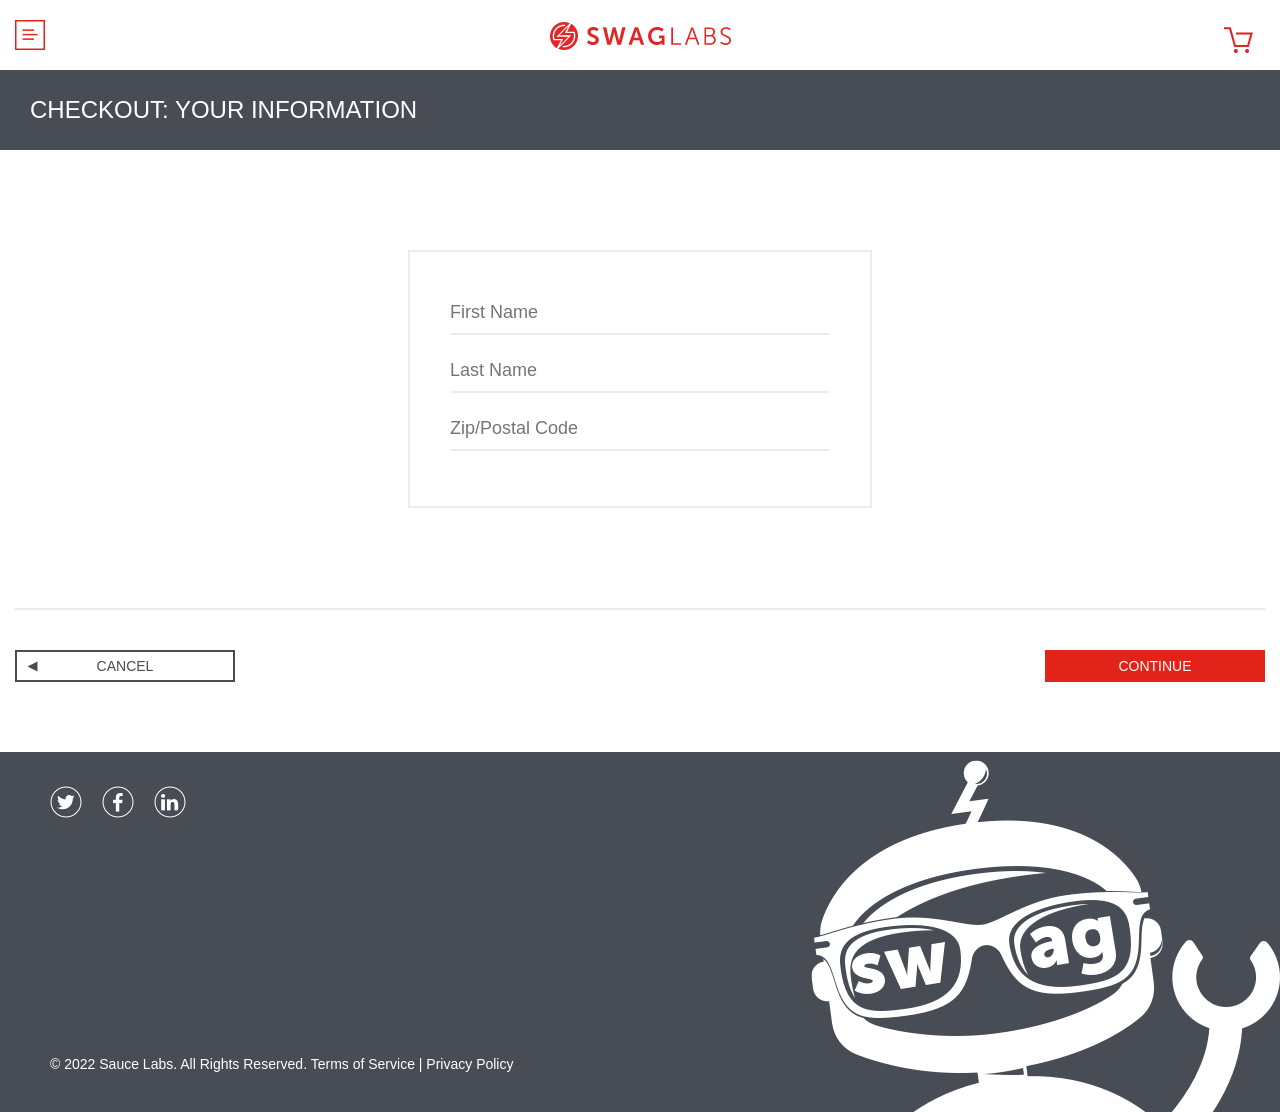 SWAGLABS
CHECKOUT: YOUR INFORMATION
First Name
Last Name
Zip/Postal Code
CANCEL
CONTINUE
sw ag
© 2022 Sauce Labs. All Rights Reserved. Terms of Service | Privacy Policy